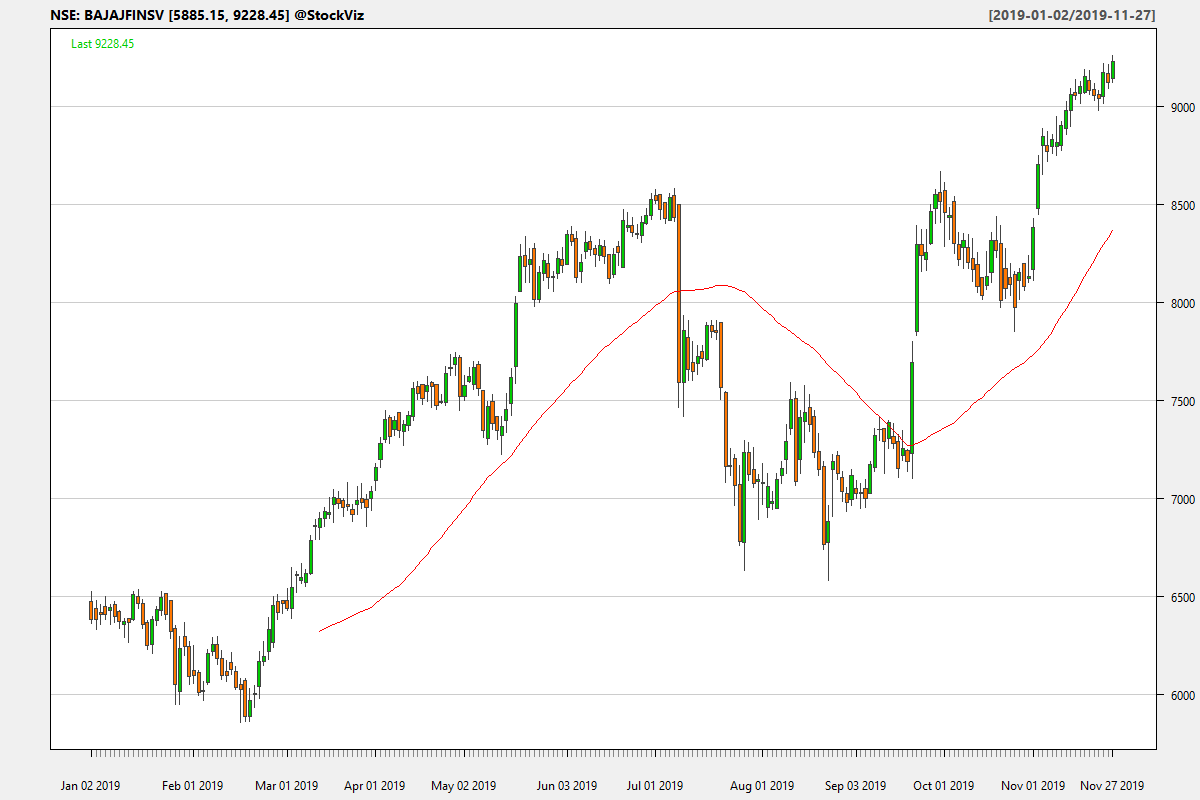 NSE: BAJAJFINSV [5885.15, 9228.45] @StockViz [2019-01-02/2019-11-27]
Last 9228.45
9000
8500
8000
7500
7000
6500
6000
Jan 02 2019 Feb 01 2019 Mar 01 2019 Apr 01 2019 May 02 2019 Jun 03 2019 Jul 01 2019 Aug 01 2019 Sep 03 2019 Oct 01 2019 Nov 01 2019 Nov 27 2019